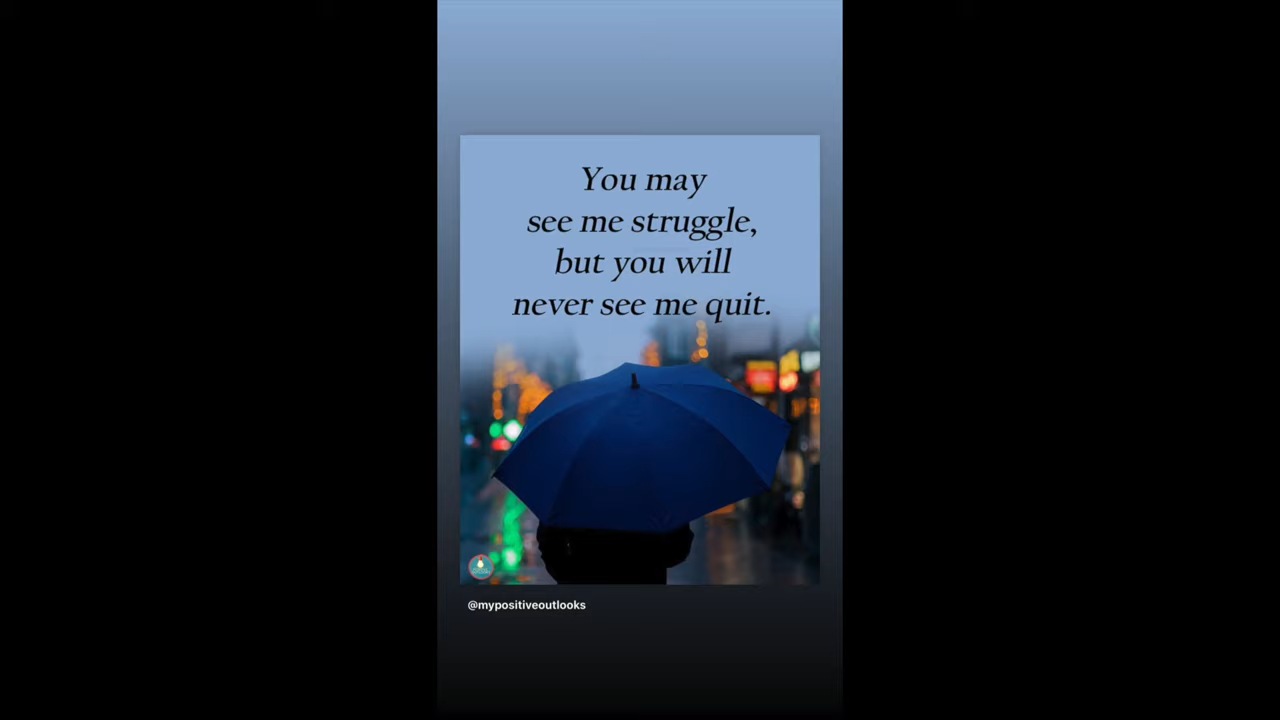 You may
see me struggle,
but you will
never see me quit.
@mypositiveoutlooks